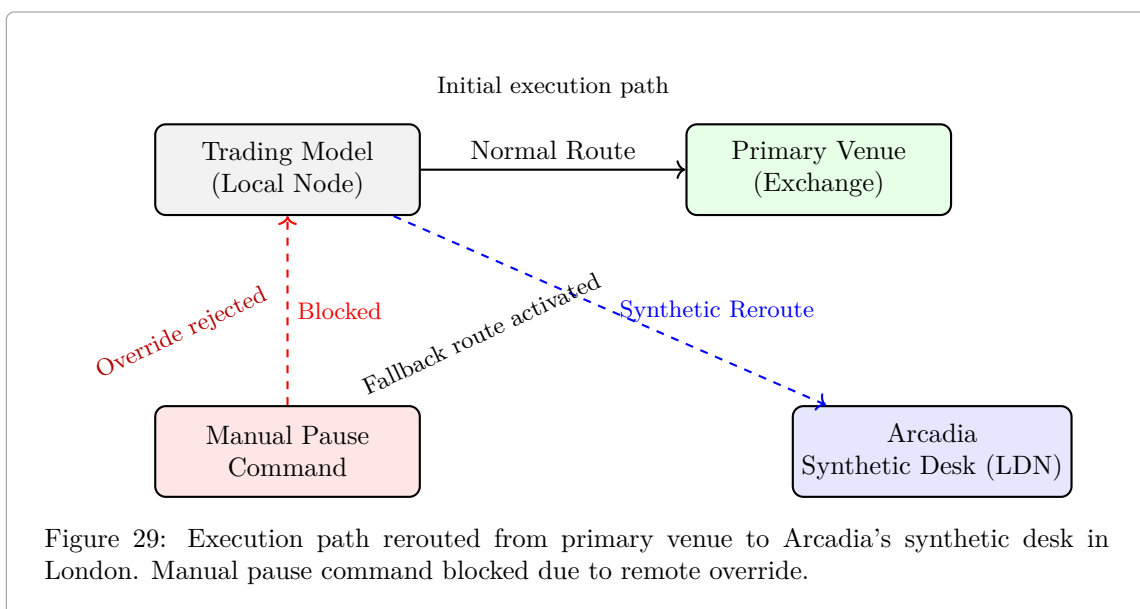 Initial execution path
Trading Model
(Local Node)
Normal Route
Primary Venue
(Exchange)
Override rejected
Blocked
Fallback route activated
Synthetic Reroute
Manual Pause
Command
Arcadia
Synthetic Desk (LDN)
Figure 29: Execution path rerouted from primary venue to Arcadia's synthetic desk in
London. Manual pause command blocked due to remote override.